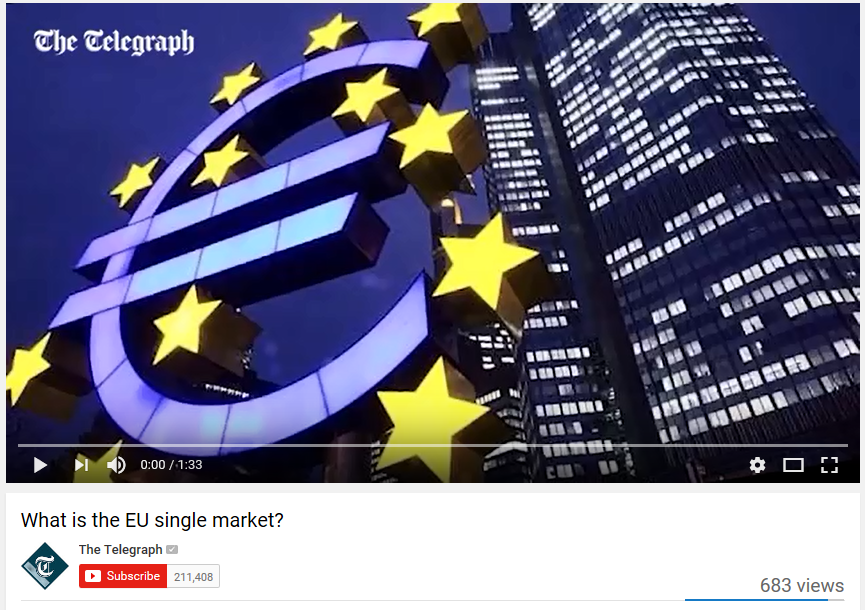 The Telegraph
0:00 / 1:33
What is the EU single market?
The Telegraph
Subscribe 211,408
683 views